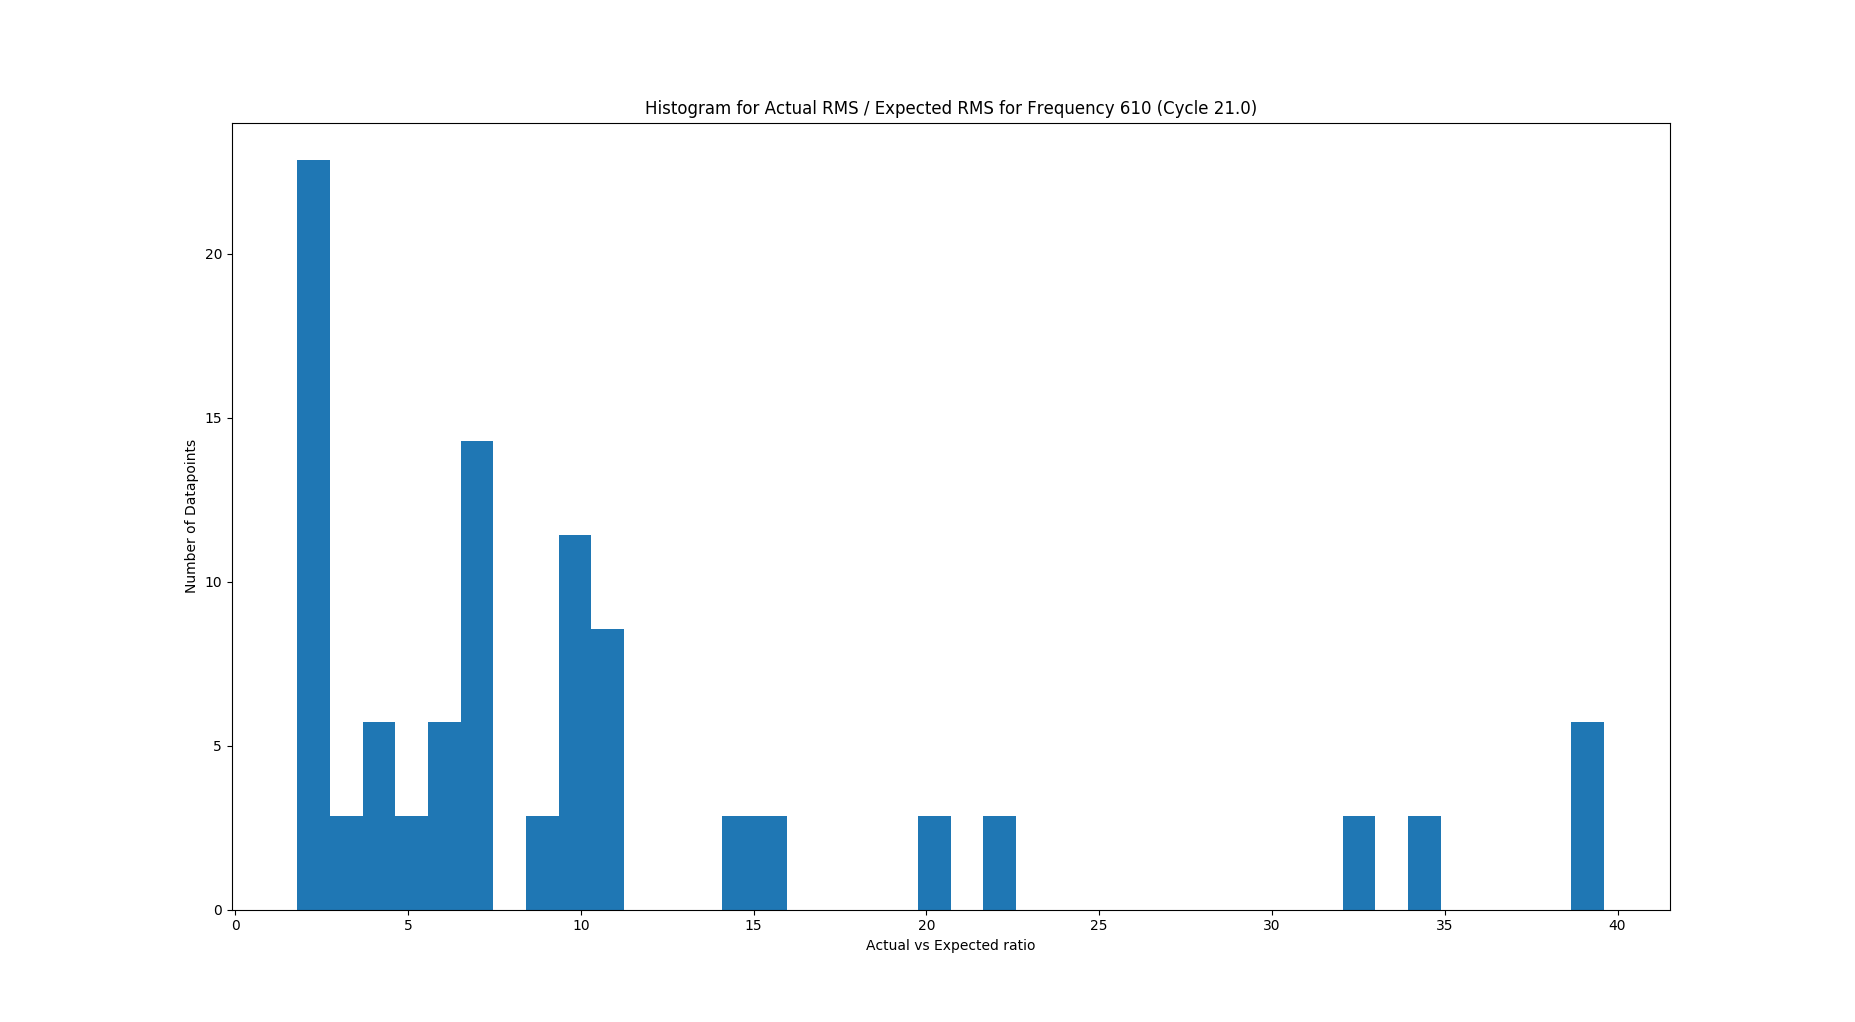 Histogram for Actual RMS / Expected RMS for Frequency 610 (Cycle 21.0)
Number of Datapoints
20
15
10
5
0
0 5 10 15 20 25 30 35 40
Actual vs Expected ratio